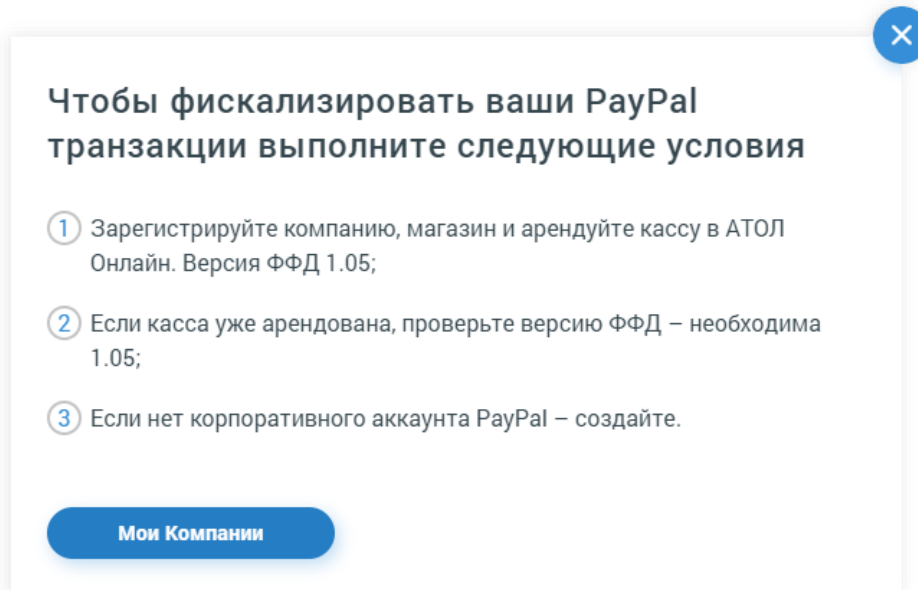 Чтобы фискализировать ваши PayPal
транзакции выполните следующие условия
1 Зарегистрируйте компанию, магазин и арендуйте кассу в АТОЛ
Онлайн. Версия ФФД 1.05;
2 Если касса уже арендована, проверьте версию ФФД – необходима
1.05;
3 Если нет корпоративного аккаунта PayPal – создайте.
Мои Компании